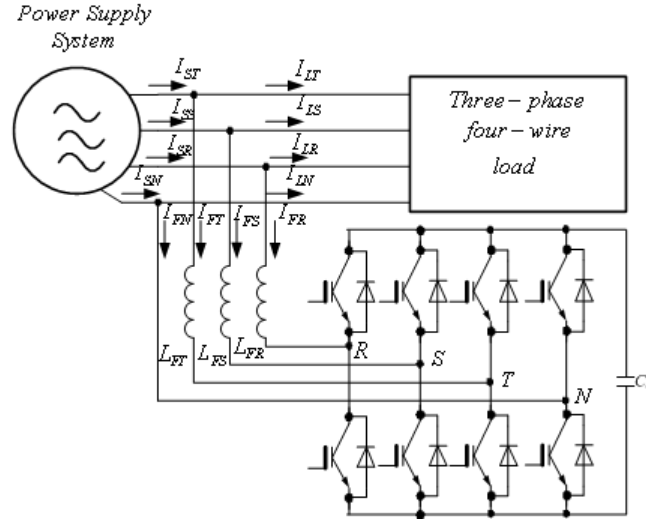 Power Supply
System
I_ST
I_LT
I_SS
I_LS
I_SR
I_LR
I_SN
I_LN
Three - phase
four - wire
load
I_FN
I_FT
I_FS
I_FR
L_FT
L_FS
L_FR
R
S
T
N
C